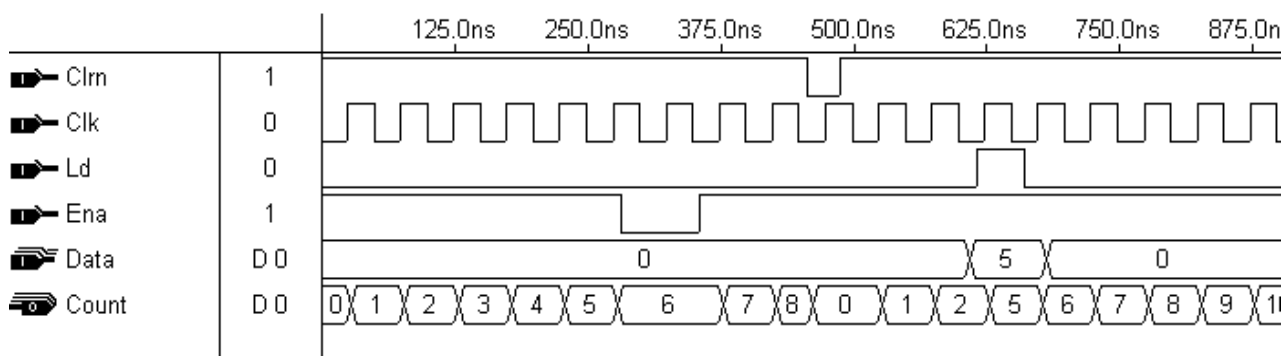 125.0ns 250.0ns 375.0ns 500.0ns 625.0ns 750.0ns 875.0n
Clrn 1
Clk 0
Ld 0
Ena 1
Data D 0 0 5 0
Count D 0 0 1 2 3 4 5 6 7 8 0 1 2 5 6 7 8 9